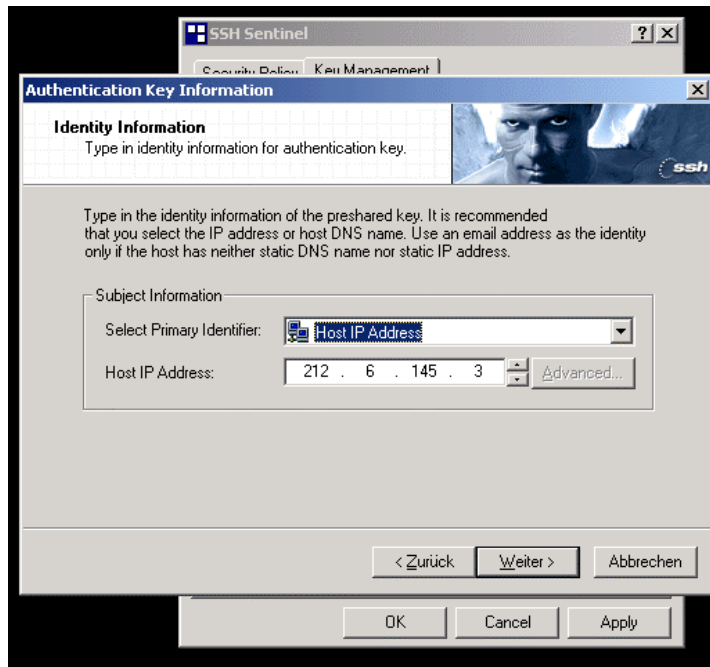 SSH Sentinel
Security Policy Key Management
Authentication Key Information
Identity Information
Type in identity information for authentication key.
ssh
Type in the identity information of the preshared key. It is recommended
that you select the IP address or host DNS name. Use an email address as the identity
only if the host has neither static DNS name nor static IP address.
Subject Information
Select Primary Identifier: Host IP Address
Host IP Address: 212 . 6 . 145 . 3 Advanced...
< Zurück Weiter > Abbrechen
OK Cancel Apply